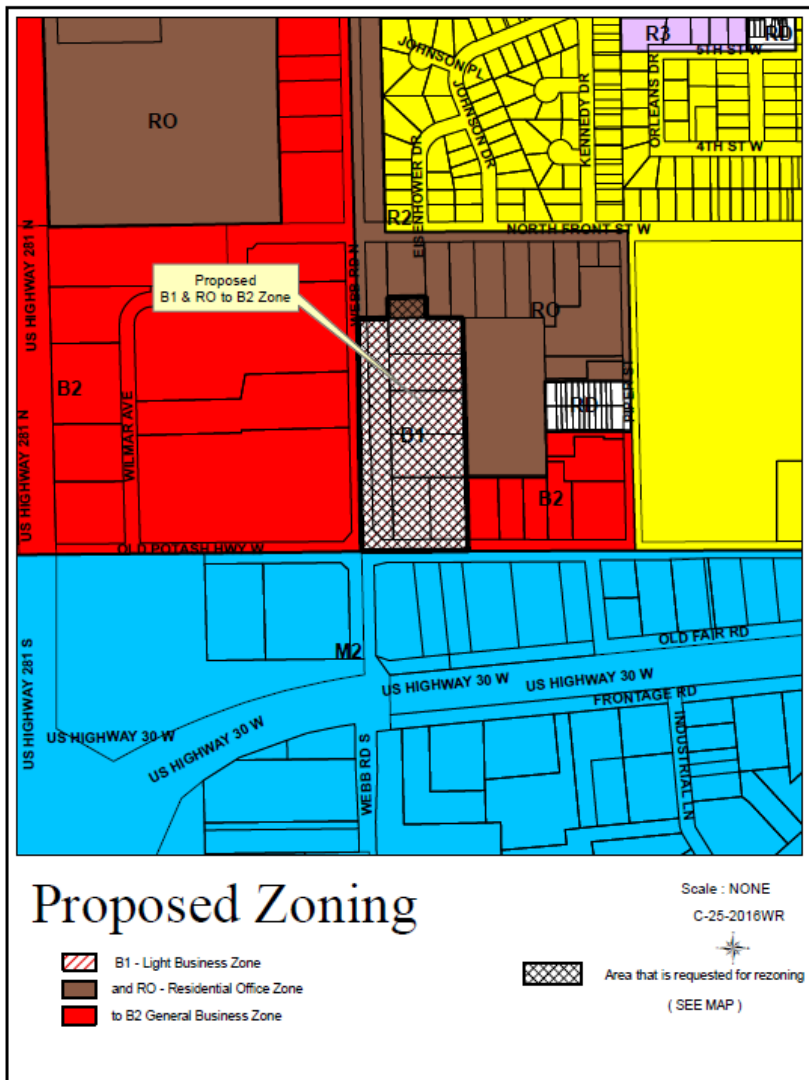 R3
RD
5TH ST W
JOHNSON PL
ORLEANS DR
KENNEDY DR
JOHNSON DR
RO
4TH ST W
EISENHOWER DR
R2
NORTH FRONT ST W
US HIGHWAY 281 N
WEBB RD N
Proposed
B1 & RO to B2 Zone
RO
B2
PIPER ST
RD
WILMAR AVE
B1
US HIGHWAY 281 N
B2
OLD POTASH HWY W
OLD FAIR RD
M2
US HIGHWAY 281 S
US HIGHWAY 30 W
US HIGHWAY 30 W
FRONTAGE RD
US HIGHWAY 30 W
US HIGHWAY 30 W
WEBB RD S
INDUSTRIAL LN
Proposed Zoning
Scale : NONE
C-25-2016WR
B1 - Light Business Zone
and RO - Residential Office Zone
to B2 General Business Zone
Area that is requested for rezoning
( SEE MAP )